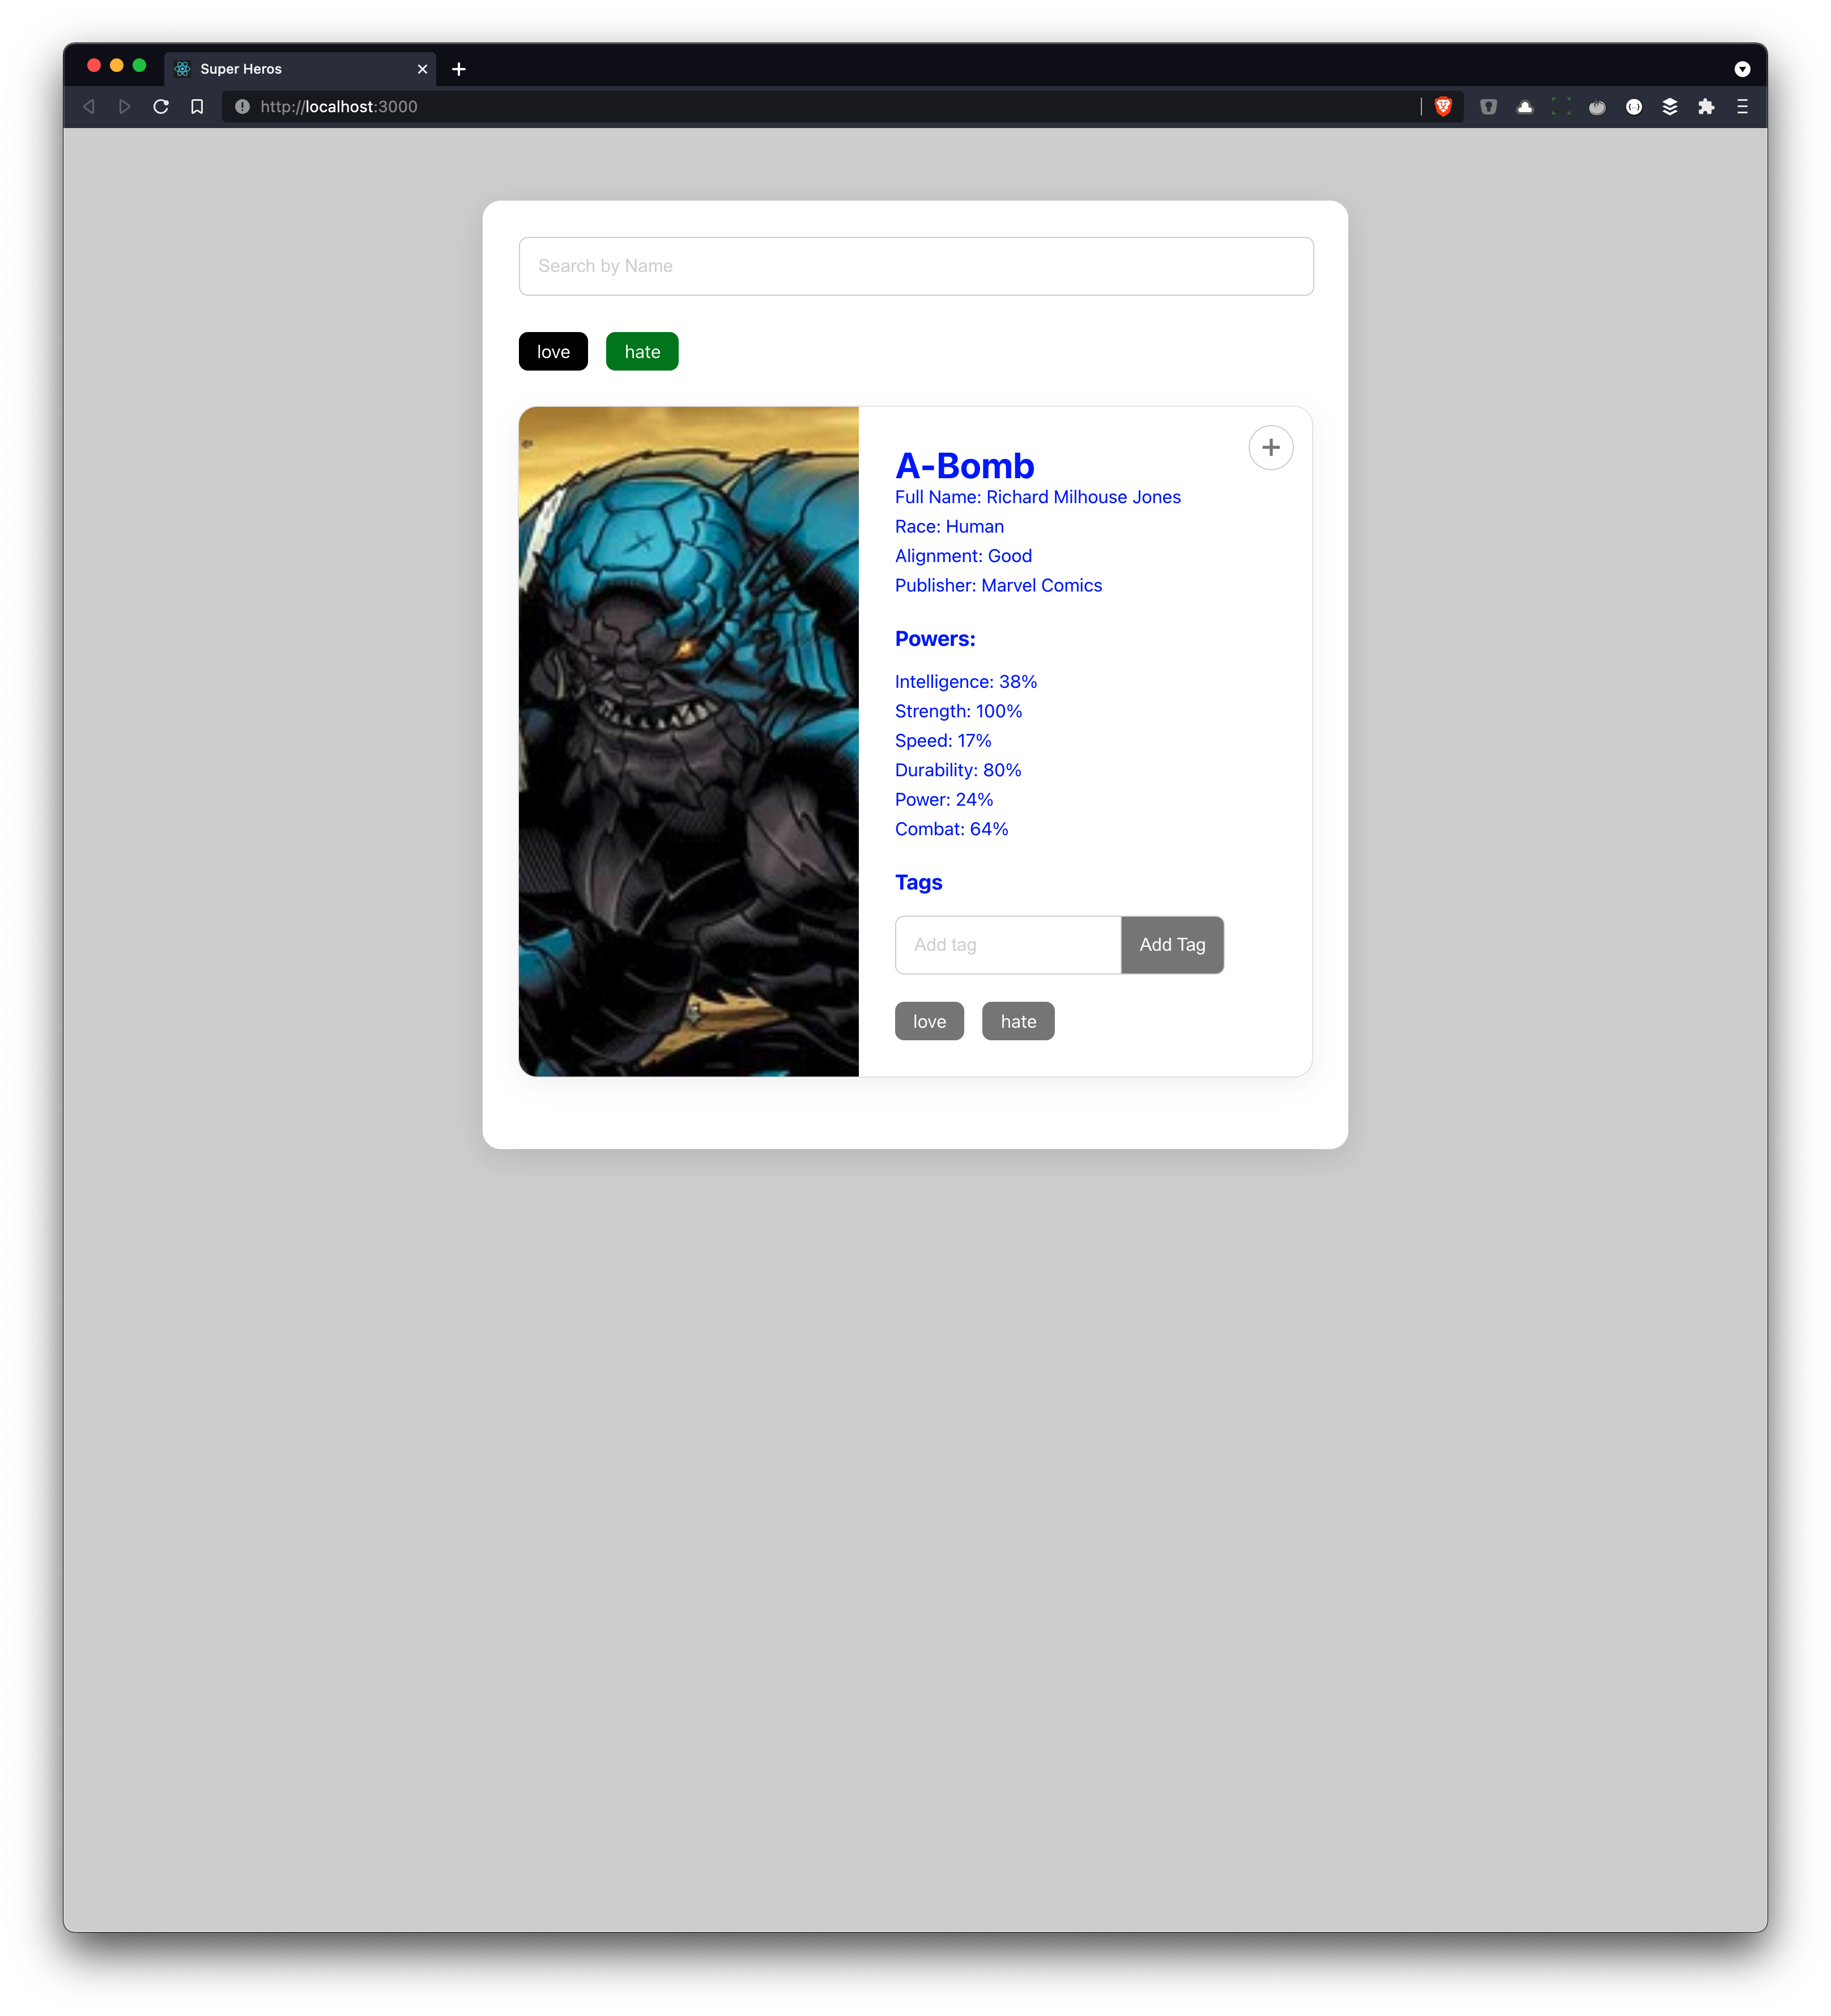 Super Heros
http://localhost:3000
Search by Name
love hate
A-Bomb
Full Name: Richard Milhouse Jones
Race: Human
Alignment: Good
Publisher: Marvel Comics
Powers:
Intelligence: 38%
Strength: 100%
Speed: 17%
Durability: 80%
Power: 24%
Combat: 64%
Tags
Add tag Add Tag
love hate